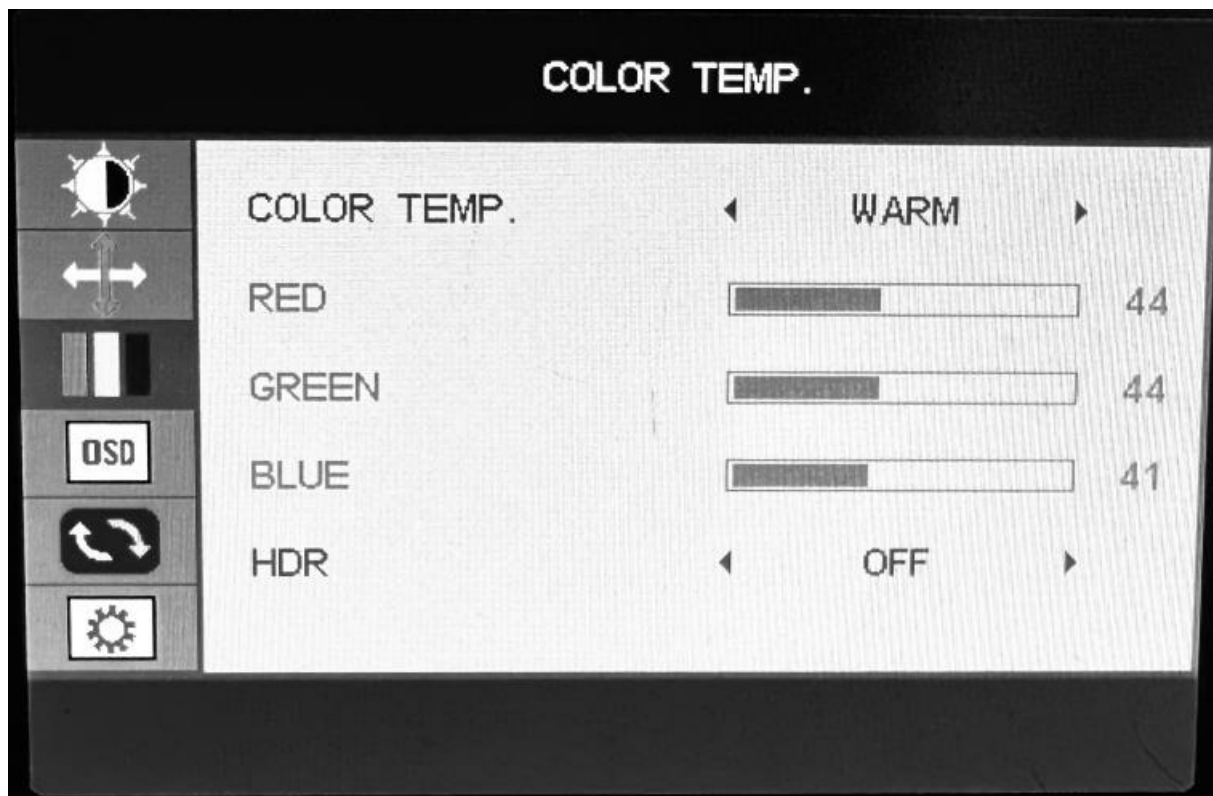 COLOR TEMP.
COLOR TEMP. WARM
RED 44
GREEN 44
OSD
BLUE 41
HDR OFF